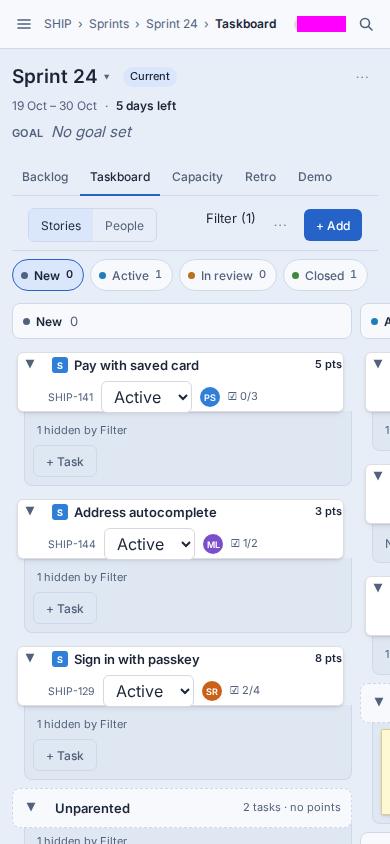 SHIP › Sprints › Sprint 24 › Taskboard
Sprint 24 ▾ Current ...
19 Oct – 30 Oct · 5 days left
GOAL No goal set
Backlog Taskboard Capacity Retro Demo
Stories People Filter (1) ... + Add
New 0 Active 1 In review 0 Closed 1
New 0
▼ S Pay with saved card 5 pts
SHIP-141 Active PS ☑ 0/3
1 hidden by Filter
+ Task
▼ S Address autocomplete 3 pts
SHIP-144 Active ML ☑ 1/2
1 hidden by Filter
+ Task
▼ S Sign in with passkey 8 pts
SHIP-129 Active SR ☑ 2/4
1 hidden by Filter
+ Task
▼ Unparented 2 tasks · no points
1 hidden by Filter